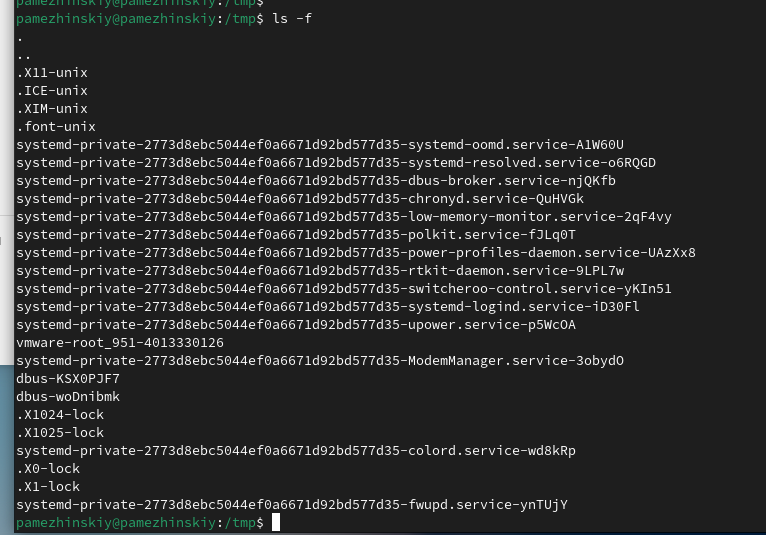 pamezhinskiy@pamezhinskiy:/tmp$
pamezhinskiy@pamezhinskiy:/tmp$ ls -f
.
..
.X11-unix
.ICE-unix
.XIM-unix
.font-unix
systemd-private-2773d8ebc5044ef0a6671d92bd577d35-systemd-oomd.service-A1W60U
systemd-private-2773d8ebc5044ef0a6671d92bd577d35-systemd-resolved.service-o6RQGD
systemd-private-2773d8ebc5044ef0a6671d92bd577d35-dbus-broker.service-njQKfb
systemd-private-2773d8ebc5044ef0a6671d92bd577d35-chronyd.service-QuHVGk
systemd-private-2773d8ebc5044ef0a6671d92bd577d35-low-memory-monitor.service-2qF4vy
systemd-private-2773d8ebc5044ef0a6671d92bd577d35-polkit.service-fJLq0T
systemd-private-2773d8ebc5044ef0a6671d92bd577d35-power-profiles-daemon.service-UAzXx8
systemd-private-2773d8ebc5044ef0a6671d92bd577d35-rtkit-daemon.service-9LPL7w
systemd-private-2773d8ebc5044ef0a6671d92bd577d35-switcheroo-control.service-yKIn51
systemd-private-2773d8ebc5044ef0a6671d92bd577d35-systemd-logind.service-iD30Fl
systemd-private-2773d8ebc5044ef0a6671d92bd577d35-upower.service-p5WcOA
vmware-root_951-4013330126
systemd-private-2773d8ebc5044ef0a6671d92bd577d35-ModemManager.service-3obydO
dbus-KSX0PJF7
dbus-woDnibmk
.X1024-lock
.X1025-lock
systemd-private-2773d8ebc5044ef0a6671d92bd577d35-colord.service-wd8kRp
.X0-lock
.X1-lock
systemd-private-2773d8ebc5044ef0a6671d92bd577d35-fwupd.service-ynTUjY
pamezhinskiy@pamezhinskiy:/tmp$